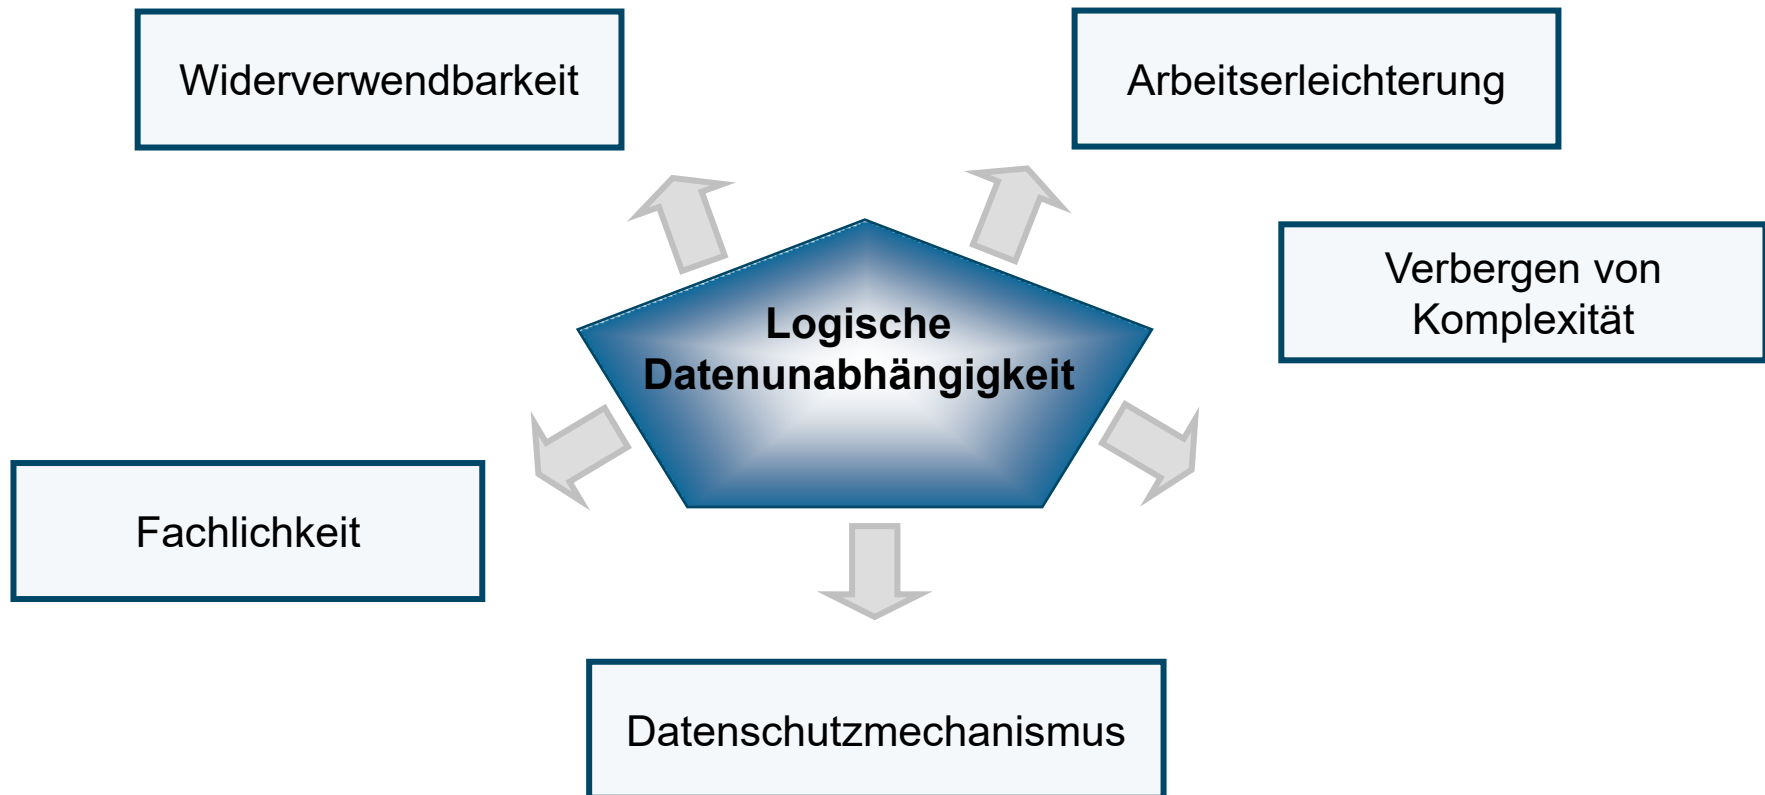 Widerverwendbarkeit
Arbeitserleichterung
Verbergen von
Komplexität
Logische
Datenunabhängigkeit
Fachlichkeit
Datenschutzmechanismus